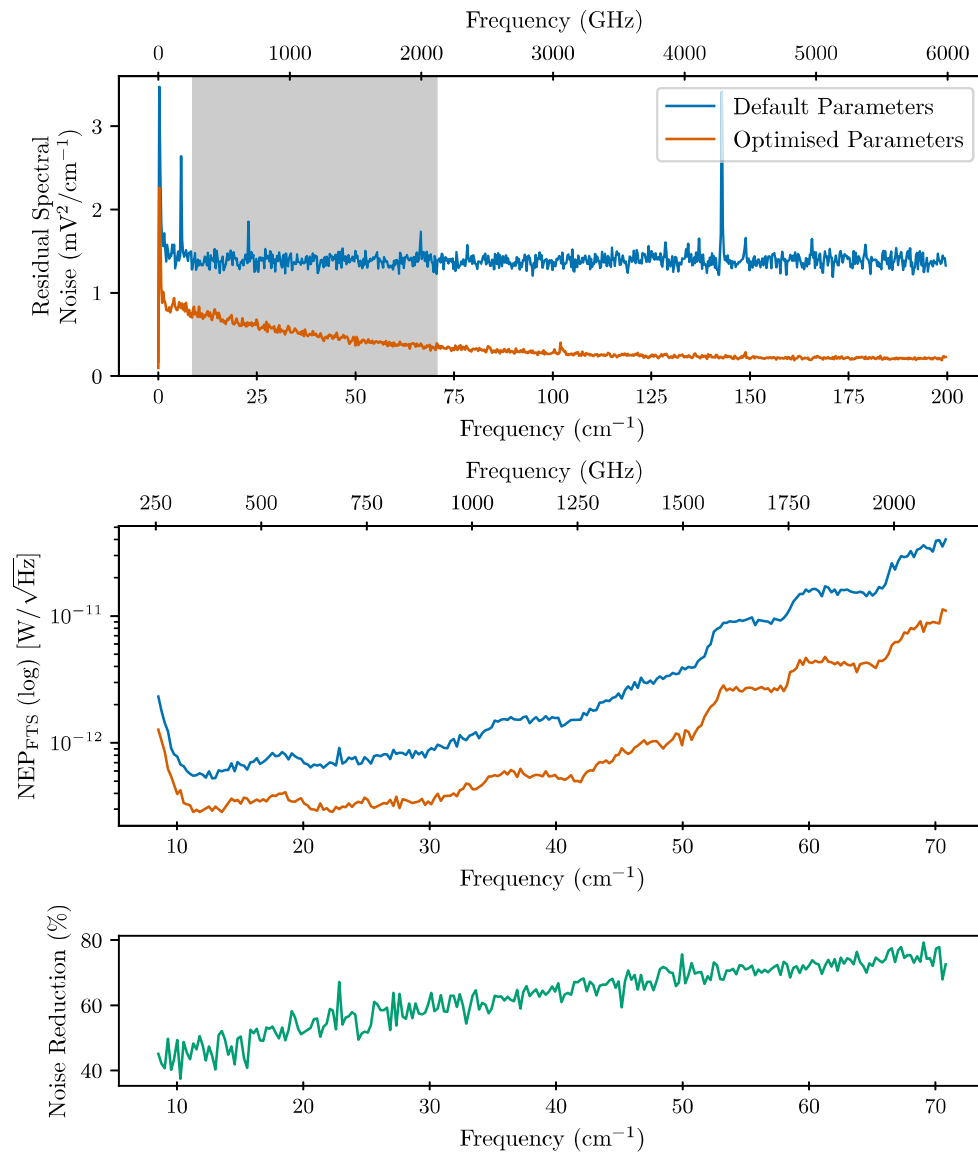 Frequency (GHz)
0 1000 2000 3000 4000 5000 6000
Residual Spectral
Noise (mV²/cm⁻¹)
3
2
1
0
Default Parameters
Optimised Parameters
0 25 50 75 100 125 150 175 200
Frequency (cm⁻¹)
Frequency (GHz)
250 500 750 1000 1250 1500 1750 2000
NEP_FTS (log) [W/√Hz]
10⁻¹¹
10⁻¹²
10 20 30 40 50 60 70
Frequency (cm⁻¹)
Noise Reduction (%)
80
60
40
10 20 30 40 50 60 70
Frequency (cm⁻¹)